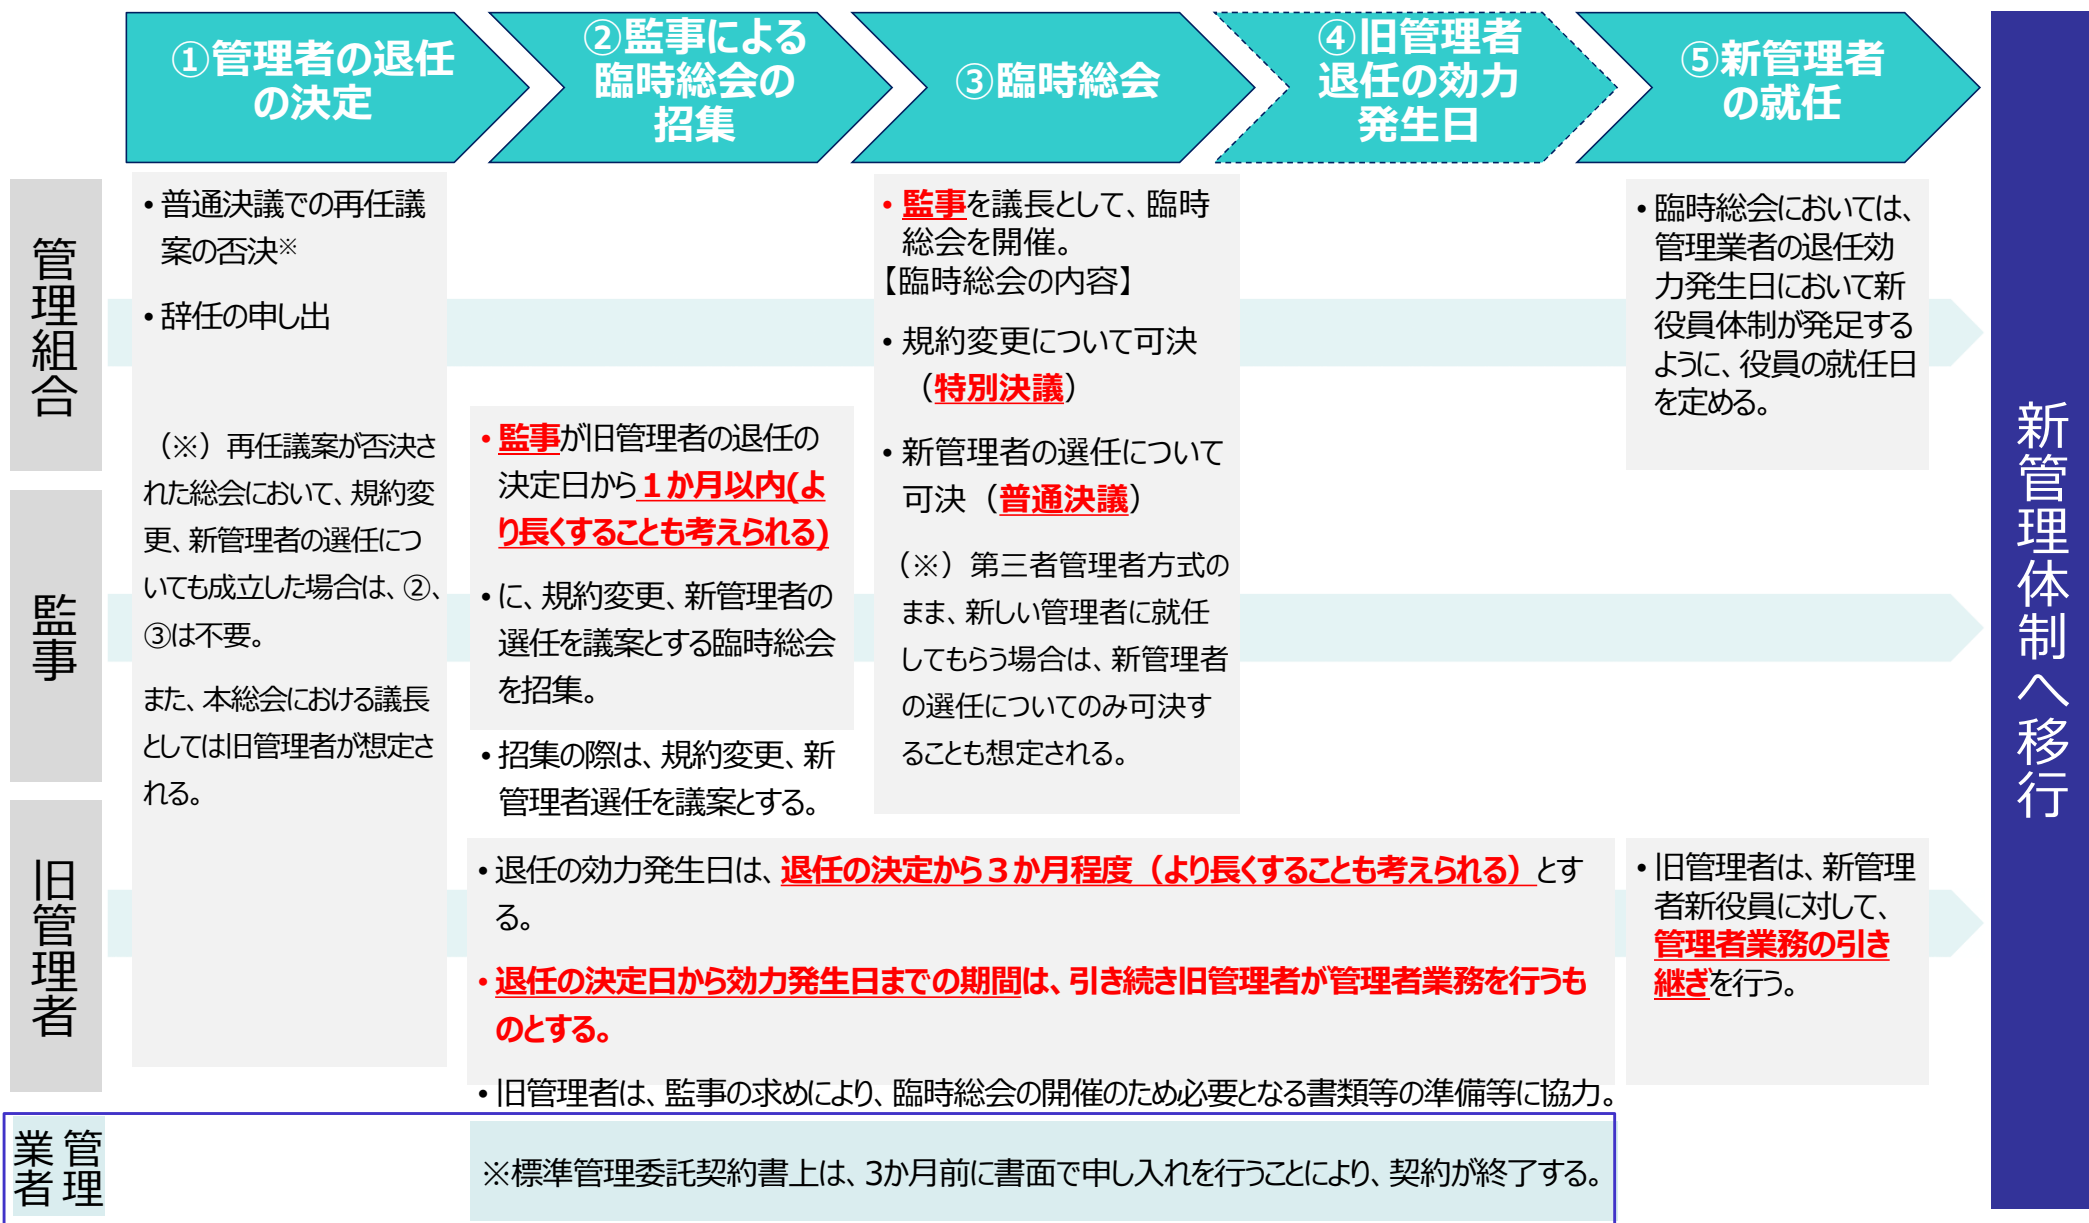 ①管理者の退任
の決定
②監事による
臨時総会の
招集
③臨時総会
④旧管理者
退任の効力
発生日
⑤新管理者
の就任
管理組合
監事
旧管理者
管理
業者
• 普通決議での再任議
案の否決※
• 辞任の申し出
（※）再任議案が否決さ
れた総会において、規約変
更、新管理者の選任につ
いても成立した場合は、②、
③は不要。
また、本総会における議長
としては旧管理者が想定さ
れる。
• 監事が旧管理者の退任の
決定日から１か月以内(よ
り長くすることも考えられる)
• に、規約変更、新管理者の
選任を議案とする臨時総会
を招集。
• 招集の際は、規約変更、新
管理者選任を議案とする。
• 監事を議長として、臨時
総会を開催。
【臨時総会の内容】
• 規約変更について可決
（特別決議）
• 新管理者の選任について
可決（普通決議）
（※）第三者管理者方式の
まま、新しい管理者に就任
してもらう場合は、新管理者
の選任についてのみ可決す
ることも想定される。
• 臨時総会においては、
管理業者の退任効
力発生日において新
役員体制が発足する
ように、役員の就任日
を定める。
• 退任の効力発生日は、退任の決定から３か月程度（より長くすることも考えられる）とす
る。
• 退任の決定日から効力発生日までの期間は、引き続き旧管理者が管理者業務を行うも
のとする。
• 旧管理者は、監事の求めにより、臨時総会の開催のため必要となる書類等の準備等に協力。
• 旧管理者は、新管理
者新役員に対して、
管理者業務の引き
継ぎを行う。
※標準管理委託契約書上は、3か月前に書面で申し入れを行うことにより、契約が終了する。
新管理体制へ移行